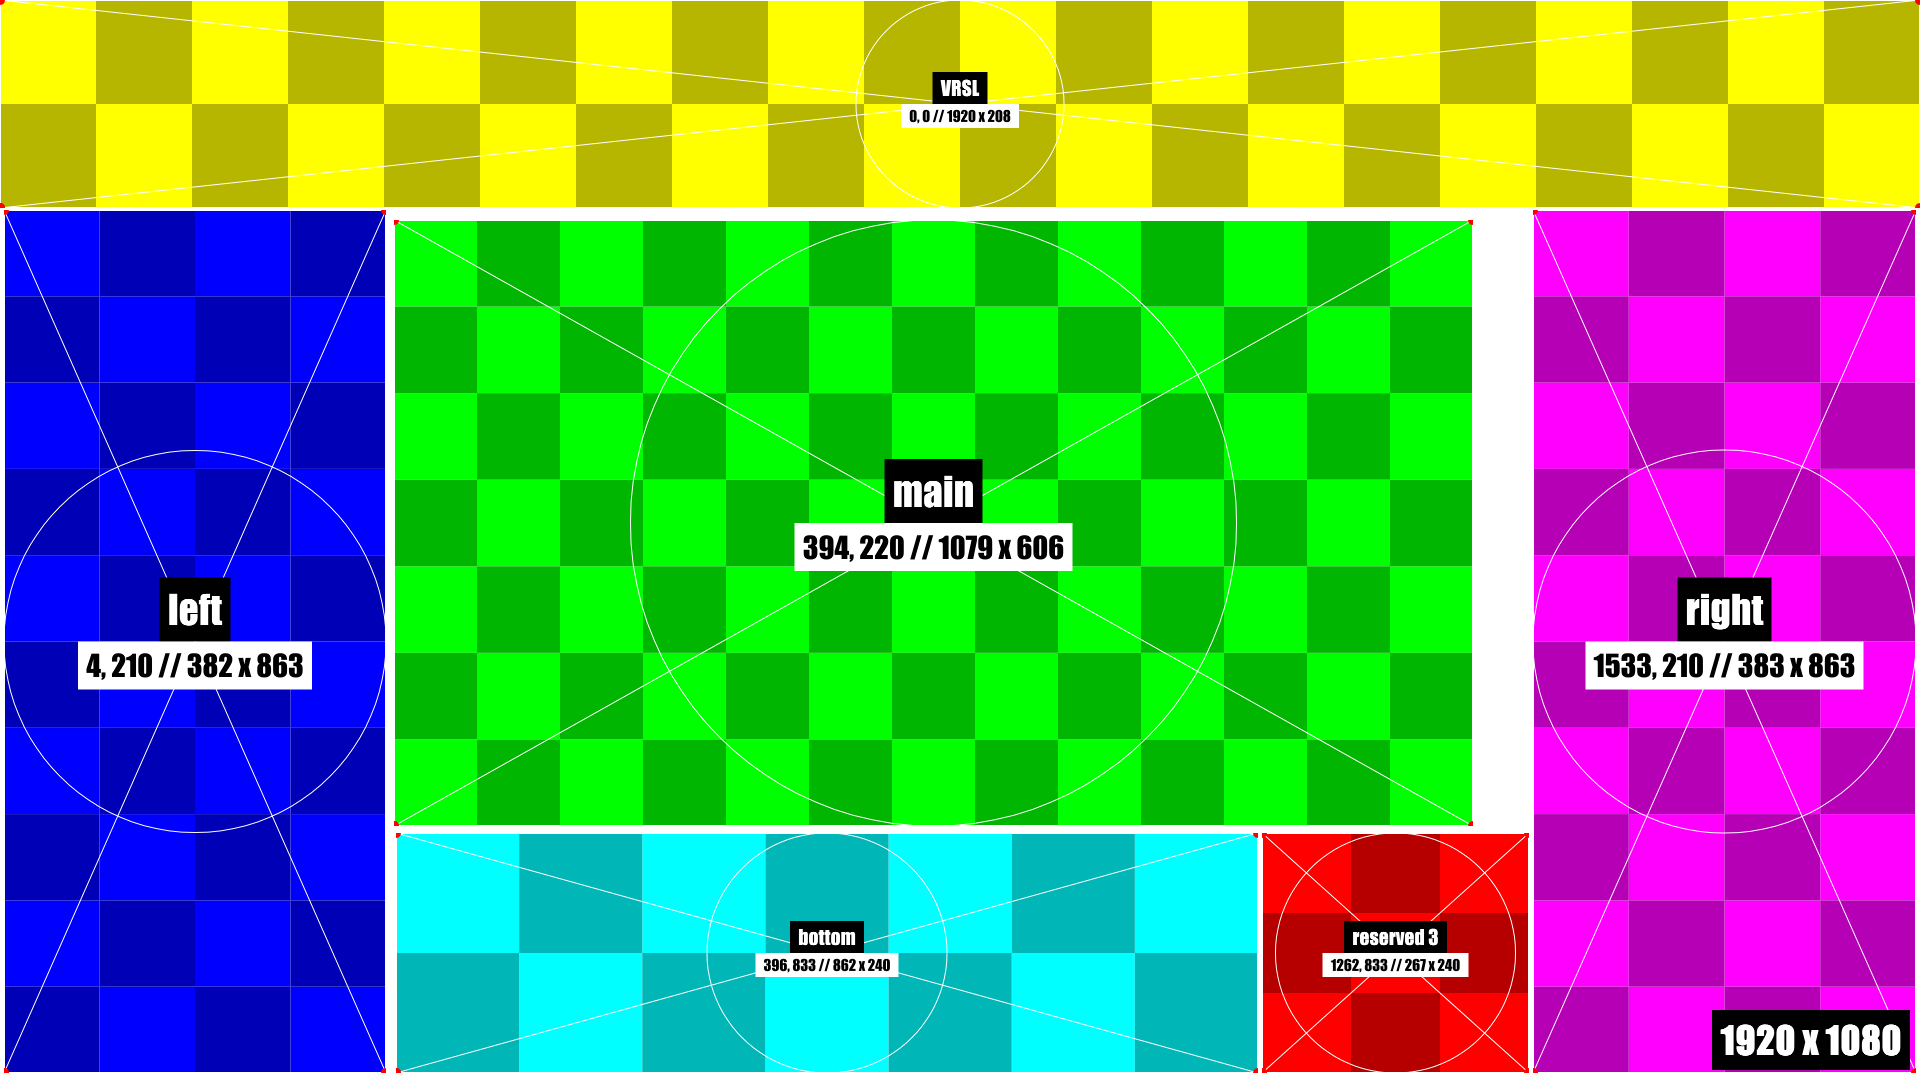 VRSL
0, 0 // 1920 x 208
main
394, 220 // 1079 x 606
left
4, 210 // 382 x 863
right
1533, 210 // 383 x 863
bottom
396, 833 // 862 x 240
reserved 3
1262, 833 // 267 x 240
1920 x 1080